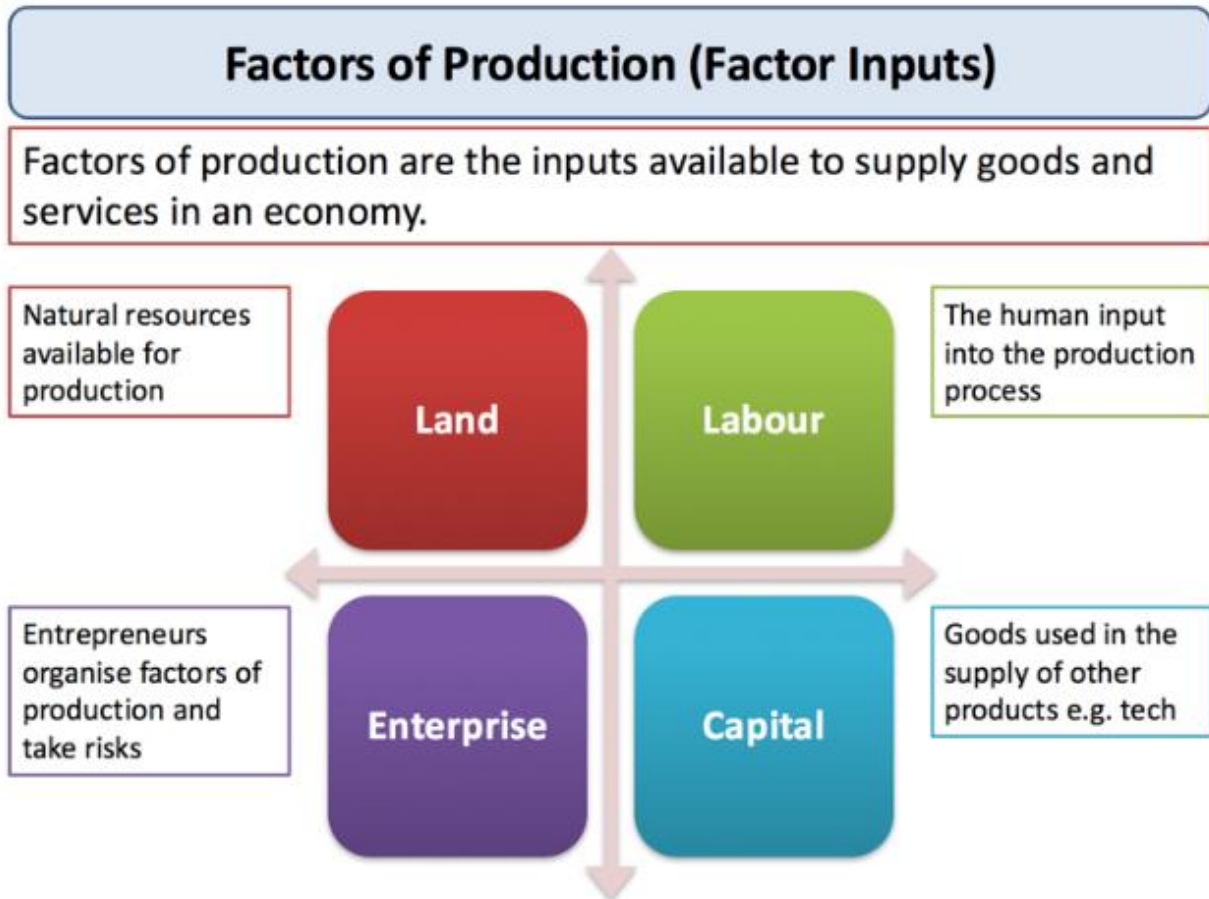 Factors of Production (Factor Inputs)
Factors of production are the inputs available to supply goods and
services in an economy.
Natural resources
available for
production
Land
Labour
The human input
into the production
process
Entrepreneurs
organise factors of
production and
take risks
Enterprise
Capital
Goods used in the
supply of other
products e.g. tech